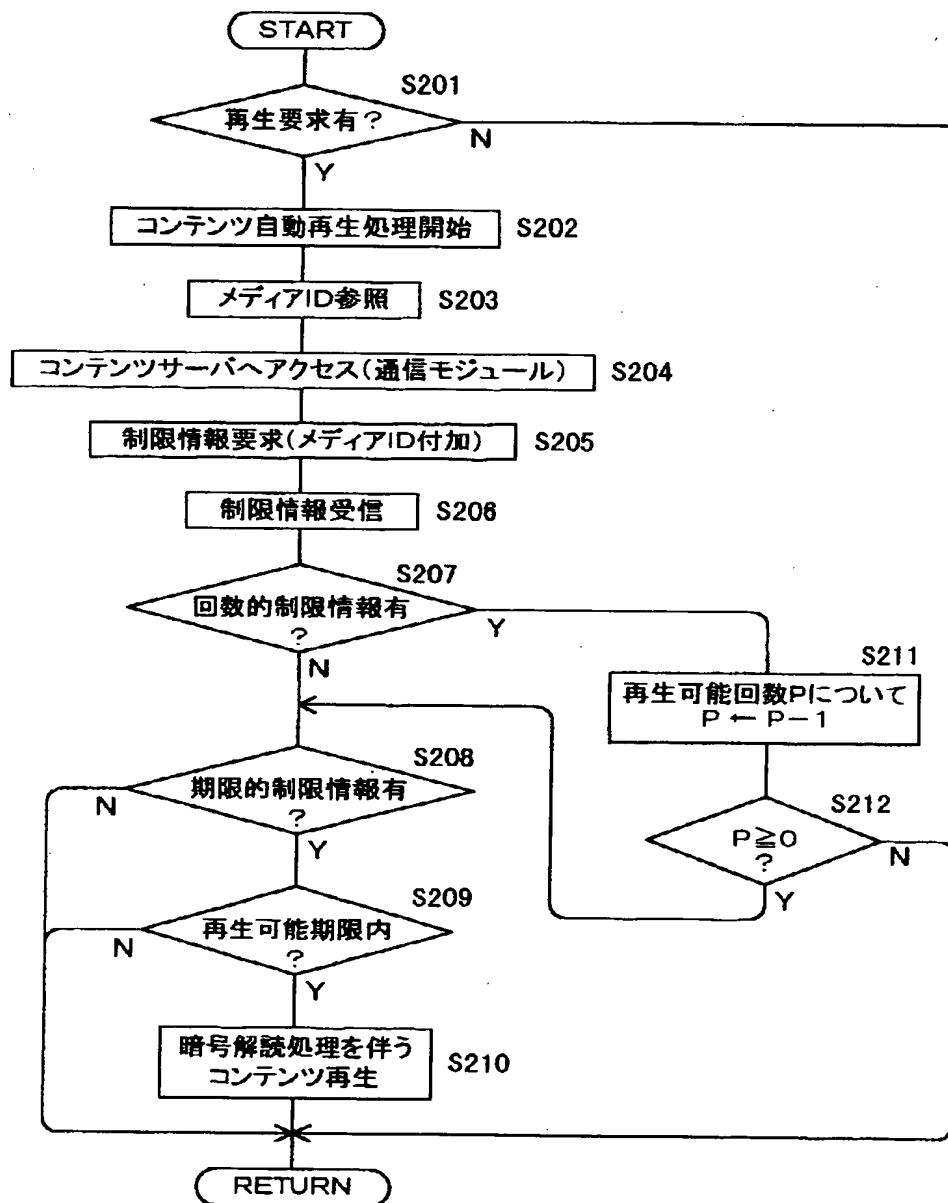 START
S201
再生要求有?
N
Y
コンテンツ自動再生処理開始 S202
メディアID参照 S203
コンテンツサーバへアクセス(通信モジュール) S204
制限情報要求(メディアID付加) S205
制限情報受信 S206
S207
回数的制限情報有
?
Y
N
S211
再生可能回数Pについて
P ← P-1
S208
期限的制限情報有
?
N
Y
S212
P≧0
?
N
Y
S209
再生可能期限内
?
N
Y
暗号解読処理を伴う
コンテンツ再生
S210
RETURN